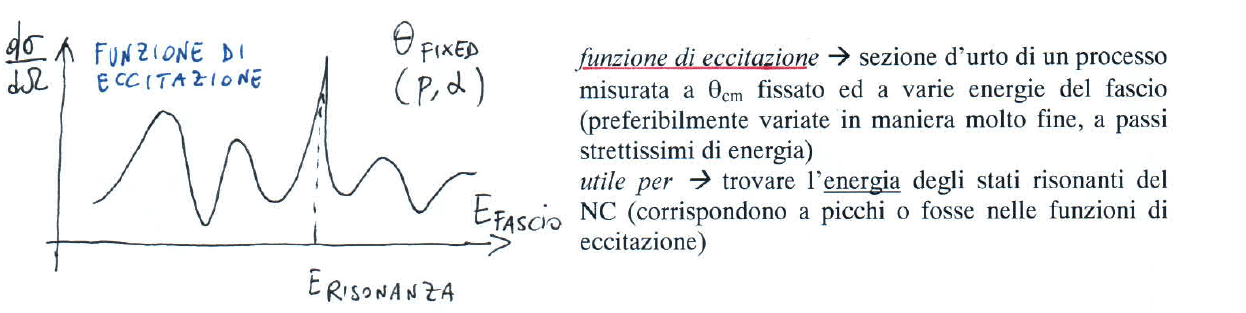 dσ
dΩ
FUNZIONE DI
ECCITAZIONE
θ FIXED
(p, α)
E FASCIO
E RISONANZA
funzione di eccitazione → sezione d'urto di un processo
misurata a θcm fissato ed a varie energie del fascio
(preferibilmente variate in maniera molto fine, a passi
strettissimi di energia)
utile per → trovare l'energia degli stati risonanti del
NC (corrispondono a picchi o fosse nelle funzioni di
eccitazione)